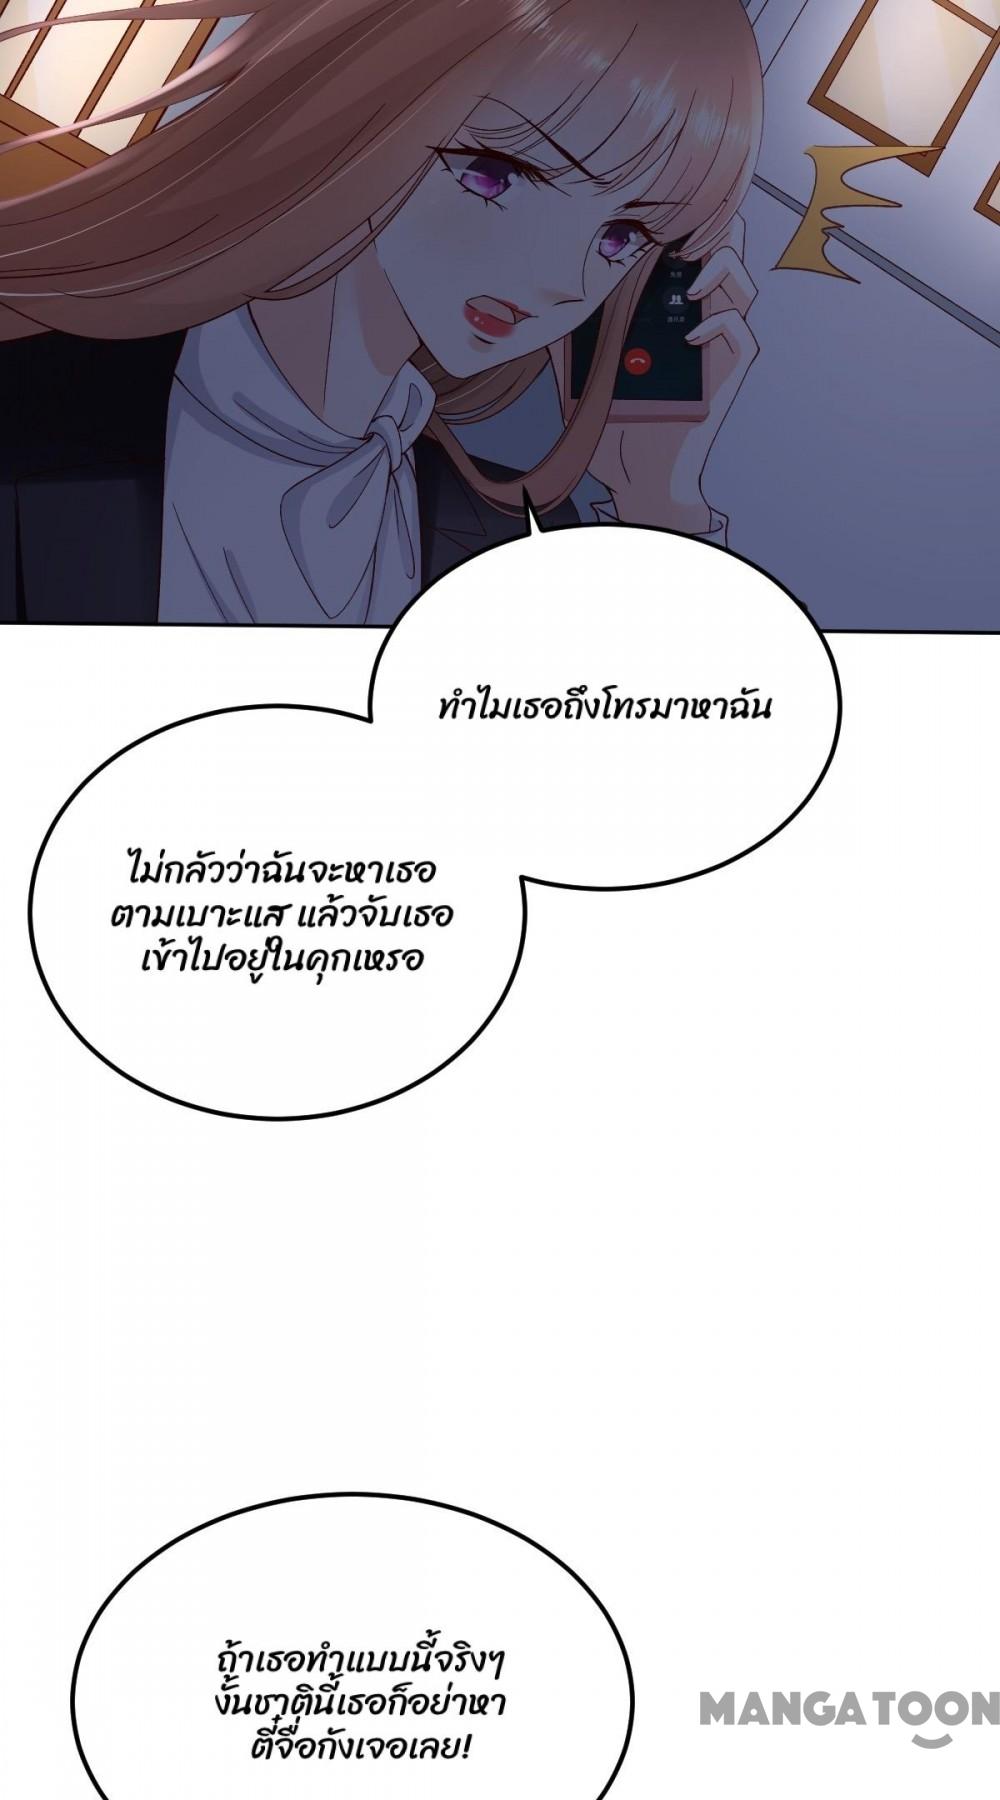 ทำไมเธอถึงโทรมาหาฉัน
ไม่กลัวว่าฉันจะหาเธอ
ตามเบาะแส แล้วจับเธอ
เข้าไปอยู่ในคุกเหรอ
ถ้าเธอทำแบบนี้จริงๆ
งั้นชาตินี้เธอก็อย่าหา
ตี๋จื่อกังเจอเลย!
MANGATOON